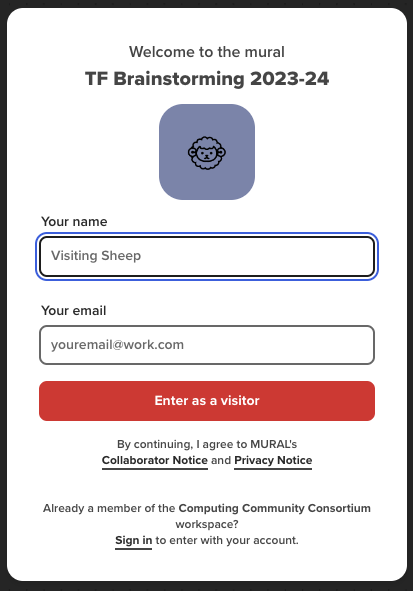 Welcome to the mural
TF Brainstorming 2023-24
Your name
Visiting Sheep
Your email
youremail@work.com
Enter as a visitor
By continuing, I agree to MURAL's
Collaborator Notice and Privacy Notice
Already a member of the Computing Community Consortium
workspace?
Sign in to enter with your account.